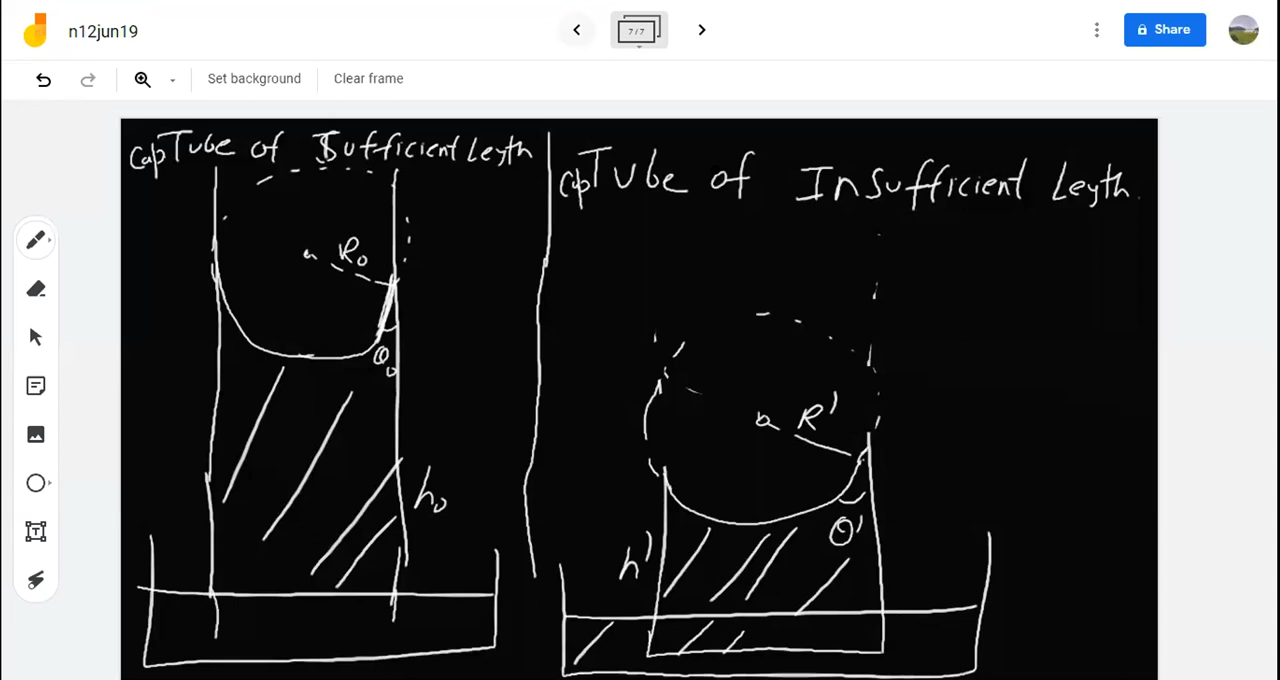 n12jun19
7/7
Share
Set background
Clear frame
capTube of Sufficient Leyth
capTube of Insufficient Leyth.
R₀
θ₀
h₀
R'
θ'
h'